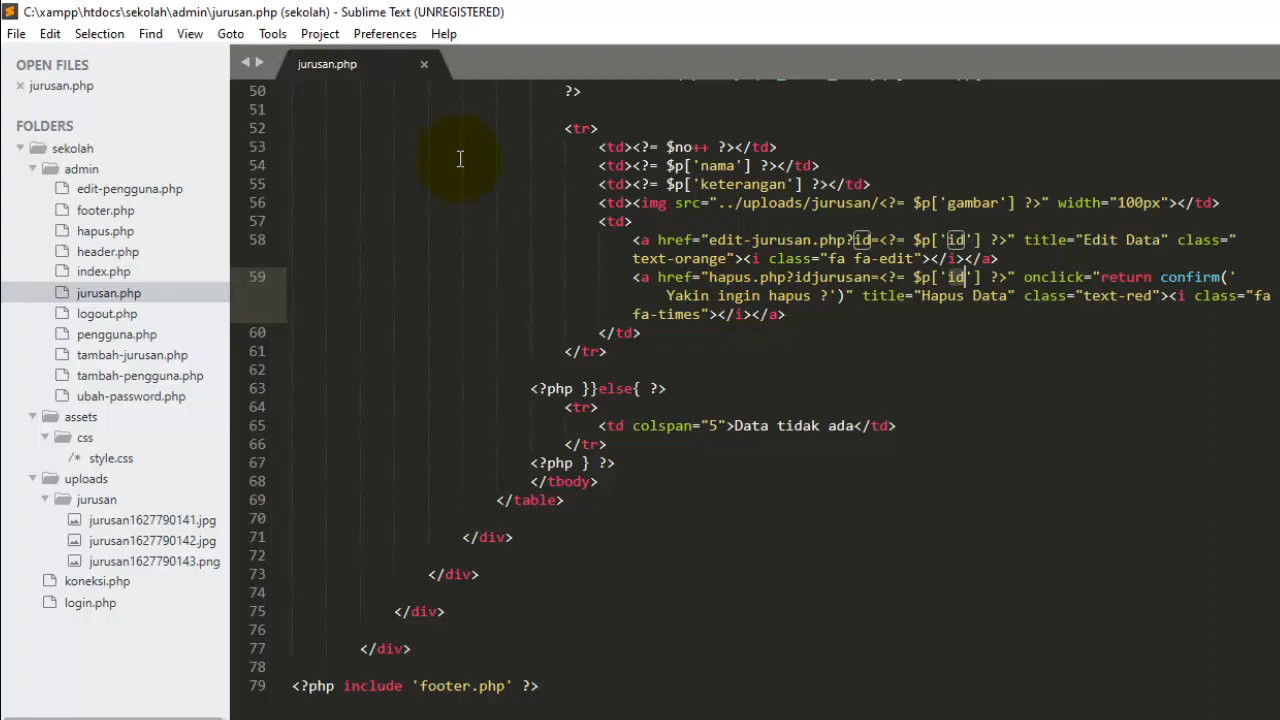 C:\xampp\htdocs\sekolah\admin\jurusan.php (sekolah) - Sublime Text (UNREGISTERED)
File Edit Selection Find View Goto Tools Project Preferences Help
OPEN FILES
jurusan.php
FOLDERS
sekolah
admin
edit-pengguna.php
footer.php
hapus.php
header.php
index.php
jurusan.php
logout.php
pengguna.php
tambah-jurusan.php
tambah-pengguna.php
ubah-password.php
assets
css
/* style.css
uploads
jurusan
jurusan1627790141.jpg
jurusan1627790142.jpg
jurusan1627790143.png
koneksi.php
login.php
jurusan.php
50 ?>
51
52 <tr>
53 <td><?= $no++ ?></td>
54 <td><?= $p['nama'] ?></td>
55 <td><?= $p['keterangan'] ?></td>
56 <td><img src="../uploads/jurusan/<?= $p['gambar'] ?>" width="100px"></td>
57 <td>
58 <a href="edit-jurusan.php?id=<?= $p['id'] ?>" title="Edit Data" class="
text-orange"><i class="fa fa-edit"></i></a>
59 <a href="hapus.php?idjurusan=<?= $p['id'] ?>" onclick="return confirm('
Yakin ingin hapus ?')" title="Hapus Data" class="text-red"><i class="fa
fa-times"></i></a>
60 </td>
61 </tr>
62
63 <?php }}else{ ?>
64 <tr>
65 <td colspan="5">Data tidak ada</td>
66 </tr>
67 <?php } ?>
68 </tbody>
69 </table>
70
71 </div>
72
73 </div>
74
75 </div>
76
77 </div>
78
79 <?php include 'footer.php' ?>